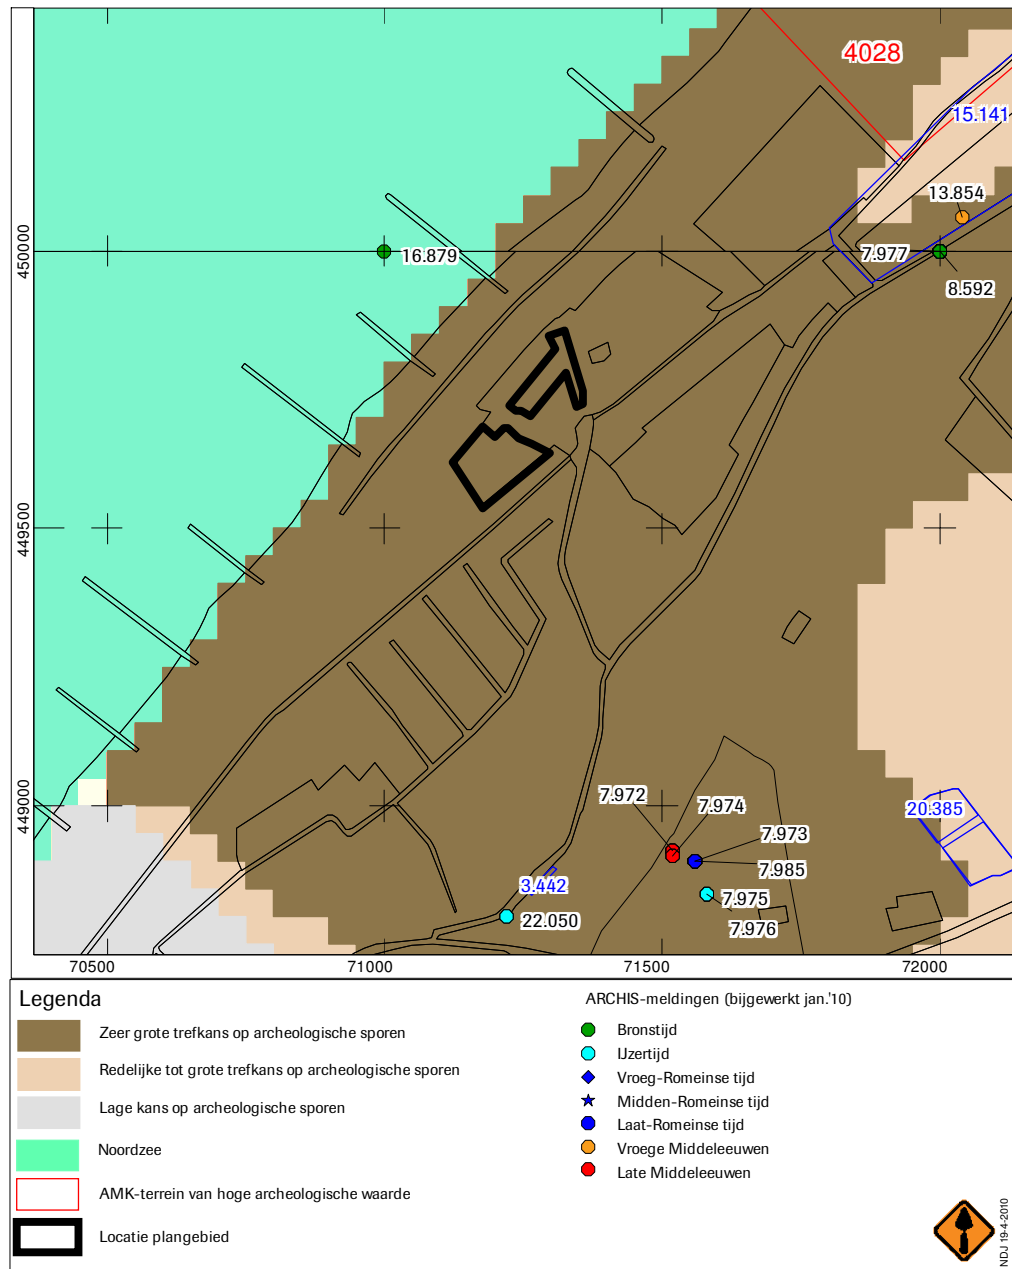 4028
15.141
13.854
450000
16.879
7.977
8.592
449500
449000
7.972
7.974
20.385
7.973
7.985
3.442
7.975
22.050
7.976
70500
71000
71500
72000
Legenda
Zeer grote trefkans op archeologische sporen
Redelijke tot grote trefkans op archeologische sporen
Lage kans op archeologische sporen
Noordzee
AMK-terrein van hoge archeologische waarde
Locatie plangebied
ARCHIS-meldingen (bijgewerkt jan.'10)
Bronstijd
IJzertijd
Vroeg-Romeinse tijd
Midden-Romeinse tijd
Laat-Romeinse tijd
Vroege Middeleeuwen
Late Middeleeuwen
NDJ 19-4-2010